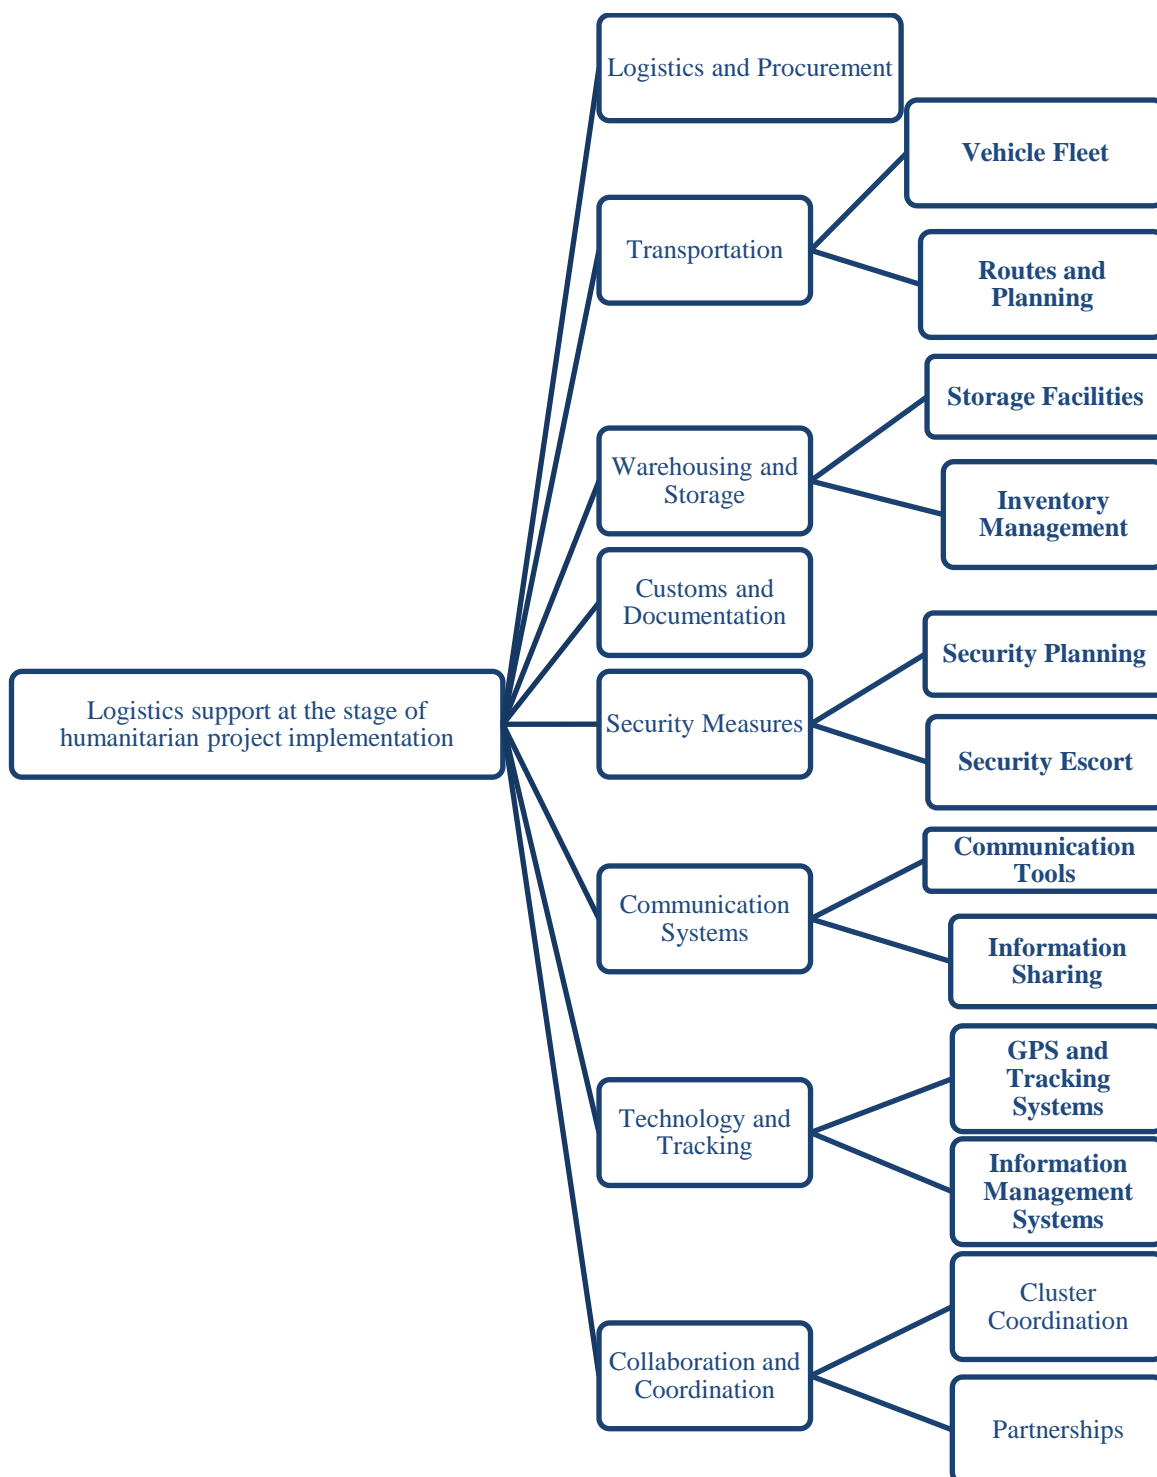 Logistics and Procurement
Vehicle Fleet
Transportation
Routes and
Planning
Storage Facilities
Warehousing and
Storage
Inventory
Management
Customs and
Documentation
Security Planning
Logistics support at the stage of
humanitarian project implementation
Security Measures
Security Escort
Communication
Tools
Communication
Systems
Information
Sharing
GPS and
Tracking
Systems
Technology and
Tracking
Information
Management
Systems
Cluster
Coordination
Collaboration and
Coordination
Partnerships